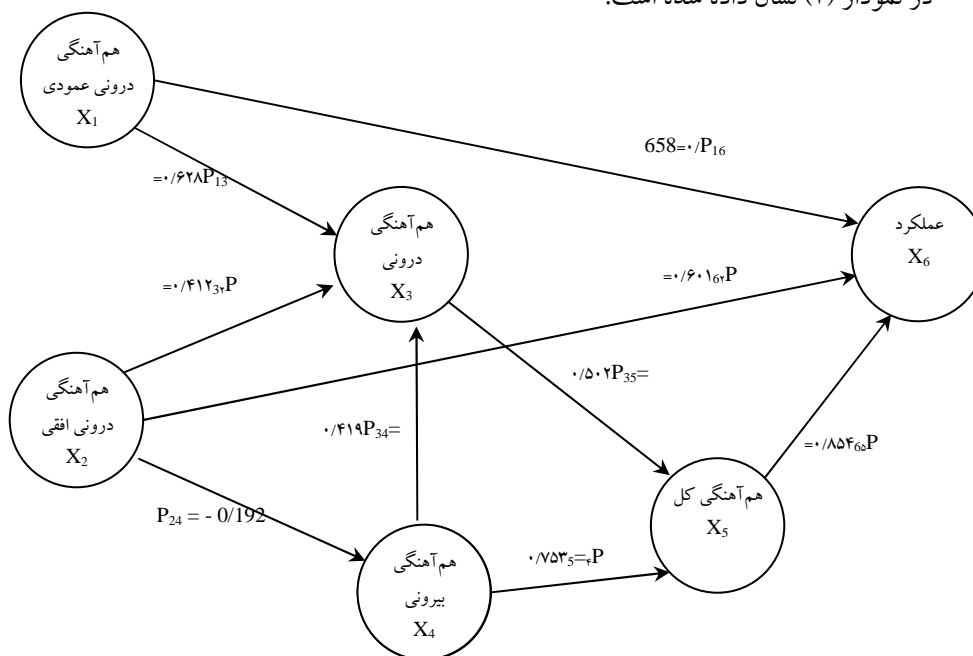 در نمودار (۲) نشان داده شده است.
هم‌آهنگی
درونی عمودی
X1
658=۰/P16
=۰/۶۲۸P13
هم‌آهنگی
درونی
X3
عملکرد
X6
=۰/۴۱۲3۲P
=۰/۶۰۱6۲P
هم‌آهنگی
درونی افقی
X2
۰/۵۰۲P35=
۰/۴۱۹P34=
=۰/۸۵۴6۵P
هم‌آهنگی کل
X5
P24 = - 0/192
۰/۷۵۳5=۴P
هم‌آهنگی
بیرونی
X4